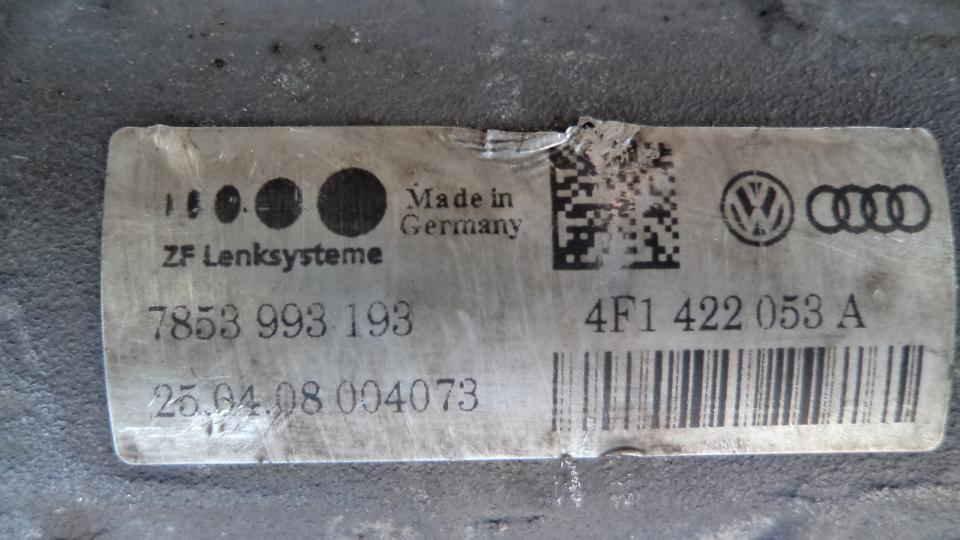 Made in
Germany
ZF Lenksysteme
7853 993 193
4F1 422 053 A
25.04.08 004073